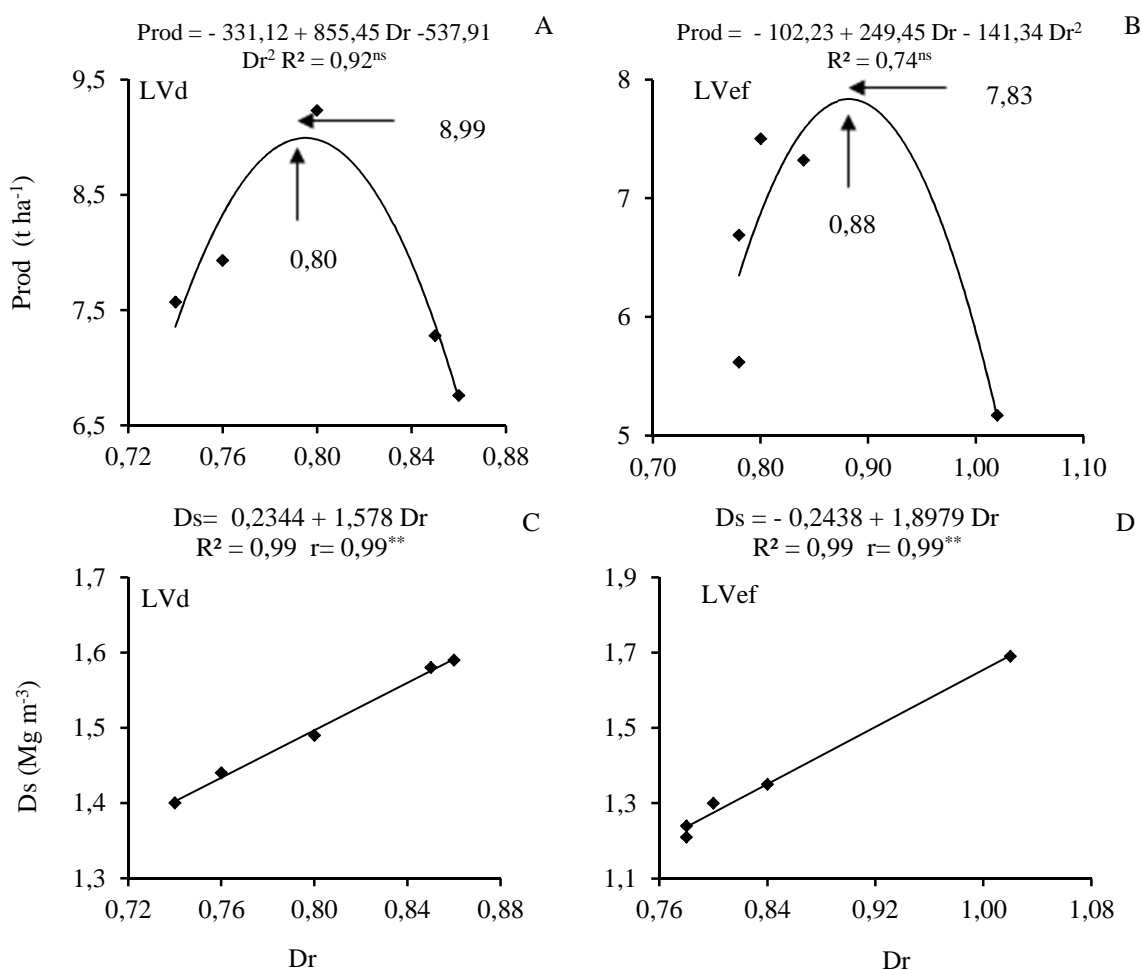 Prod = - 331,12 + 855,45 Dr -537,91
Dr² R² = 0,92ⁿˢ
A
LVd
9,5
8,5
7,5
6,5
8,99
0,80
0,72 0,76 0,80 0,84 0,88
Prod (t ha⁻¹)
Prod = - 102,23 + 249,45 Dr - 141,34 Dr²
R² = 0,74ⁿˢ
B
LVef
8
7
6
5
7,83
0,88
0,70 0,80 0,90 1,00 1,10
Ds= 0,2344 + 1,578 Dr
R² = 0,99 r= 0,99**
C
LVd
1,7
1,6
1,5
1,4
1,3
0,72 0,76 0,80 0,84 0,88
Ds (Mg m⁻³)
Dr
Ds = - 0,2438 + 1,8979 Dr
R² = 0,99 r= 0,99**
D
LVef
1,9
1,7
1,5
1,3
1,1
0,76 0,84 0,92 1,00 1,08
Dr